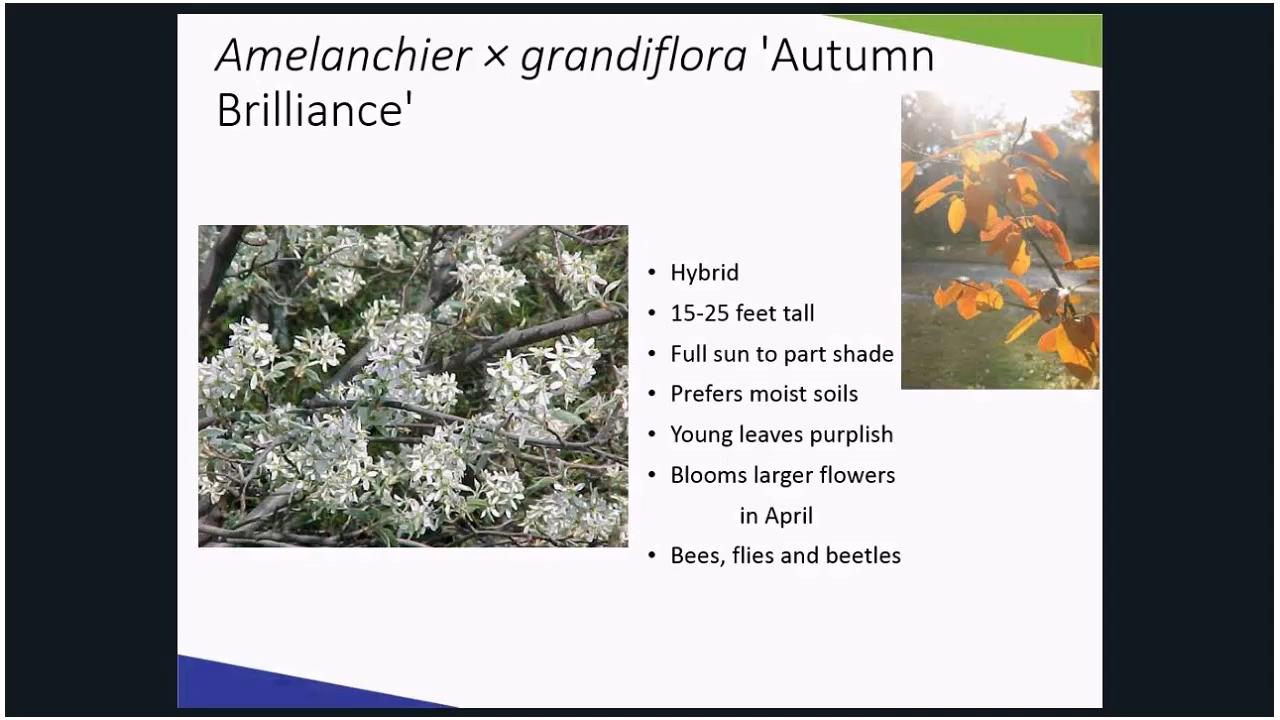 Amelanchier × grandiflora 'Autumn
Brilliance'
• Hybrid
• 15-25 feet tall
• Full sun to part shade
• Prefers moist soils
• Young leaves purplish
• Blooms larger flowers
in April
• Bees, flies and beetles